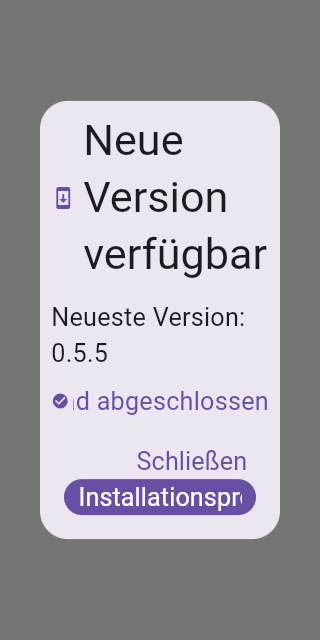 Neue
Version
verfügbar
Neueste Version:
0.5.5
d abgeschlossen
Schließen
Installationspr